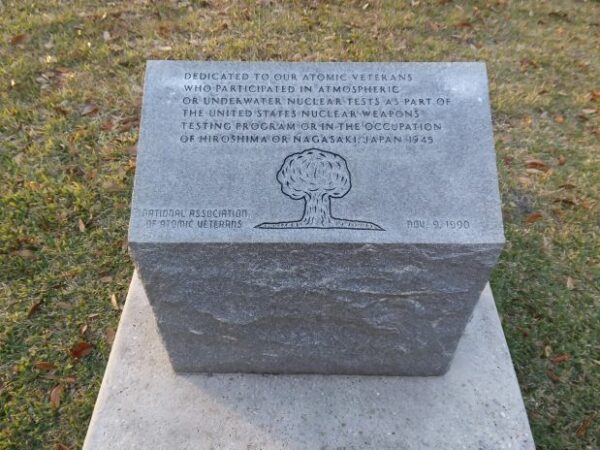 DEDICATED TO OUR ATOMIC VETERANS
WHO PARTICIPATED IN ATMOSPHERIC
OR UNDERWATER NUCLEAR TESTS AS PART OF
THE UNITED STATES NUCLEAR WEAPONS
TESTING PROGRAM OR IN THE OCCUPATION
OF HIROSHIMA OR NAGASAKI, JAPAN 1945
NATIONAL ASSOCIATION
OF ATOMIC VETERANS
NOV. 9, 1990